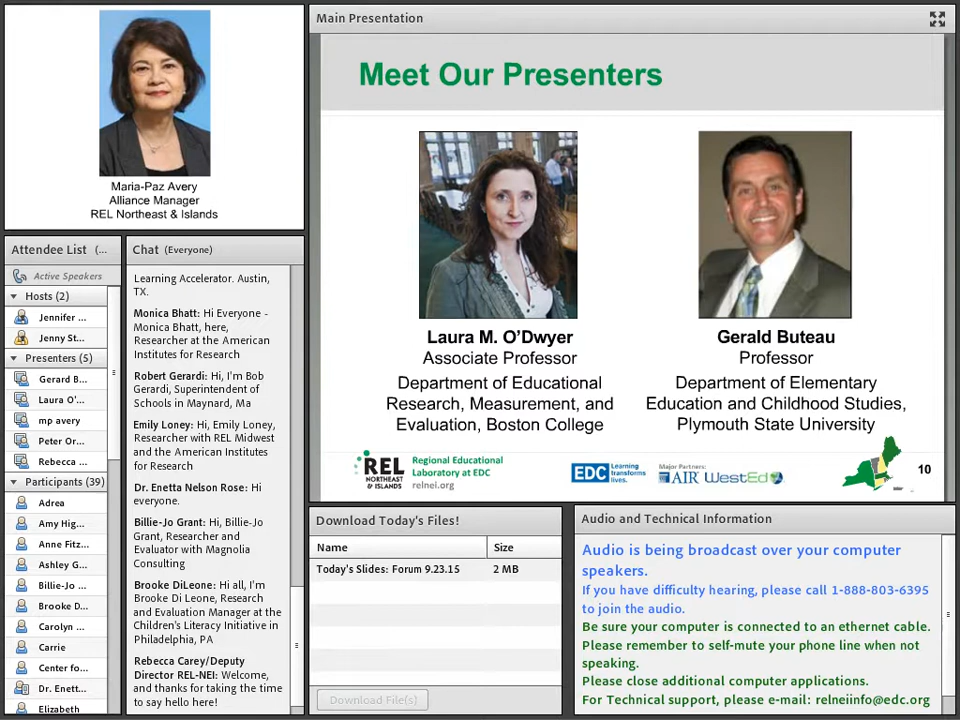 Maria-Paz Avery
Alliance Manager
REL Northeast & Islands
Main Presentation
Meet Our Presenters
Laura M. O'Dwyer
Associate Professor
Department of Educational
Research, Measurement, and
Evaluation, Boston College
Gerald Buteau
Professor
Department of Elementary
Education and Childhood Studies,
Plymouth State University
REL
NORTHEAST
& ISLANDS
Regional Educational
Laboratory at EDC
relnei.org
EDC
Learning
transforms
lives.
Major Partners:
AIR
WestEd
10
Attendee List (...
Active Speakers
Hosts (2)
Jennifer ...
Jenny St...
Presenters (5)
Gerard B...
Laura O'...
mp avery
Peter Or...
Rebecca ...
Participants (39)
Adrea
Amy Hig...
Anne Fitz...
Ashley G...
Billie-Jo ...
Brooke D...
Carolyn ...
Carrie
Center fo...
Dr. Enett...
Elizabeth
Chat (Everyone)
Learning Accelerator. Austin,
TX.
Monica Bhatt: Hi Everyone -
Monica Bhatt, here,
Researcher at the American
Institutes for Research
Robert Gerardi: Hi, I'm Bob
Gerardi, Superintendent of
Schools in Maynard, Ma
Emily Loney: Hi, Emily Loney,
Researcher with REL Midwest
and the American Institutes
for Research
Dr. Enetta Nelson Rose: Hi
everyone.
Billie-Jo Grant: Hi, Billie-Jo
Grant, Researcher and
Evaluator with Magnolia
Consulting
Brooke DiLeone: Hi all, I'm
Brooke Di Leone, Research
and Evaluation Manager at the
Children's Literacy Initiative in
Philadelphia, PA
Rebecca Carey/Deputy
Director REL-NEI: Welcome,
and thanks for taking the time
to say hello here!
Download Today's Files!
Name Size
Today's Slides: Forum 9.23.15 2 MB
Download File(s)
Audio and Technical Information
Audio is being broadcast over your computer
speakers.
If you have difficulty hearing, please call 1-888-803-6395
to join the audio.
Be sure your computer is connected to an ethernet cable.
Please remember to self-mute your phone line when not
speaking.
Please close additional computer applications.
For Technical support, please e-mail: relneiinfo@edc.org